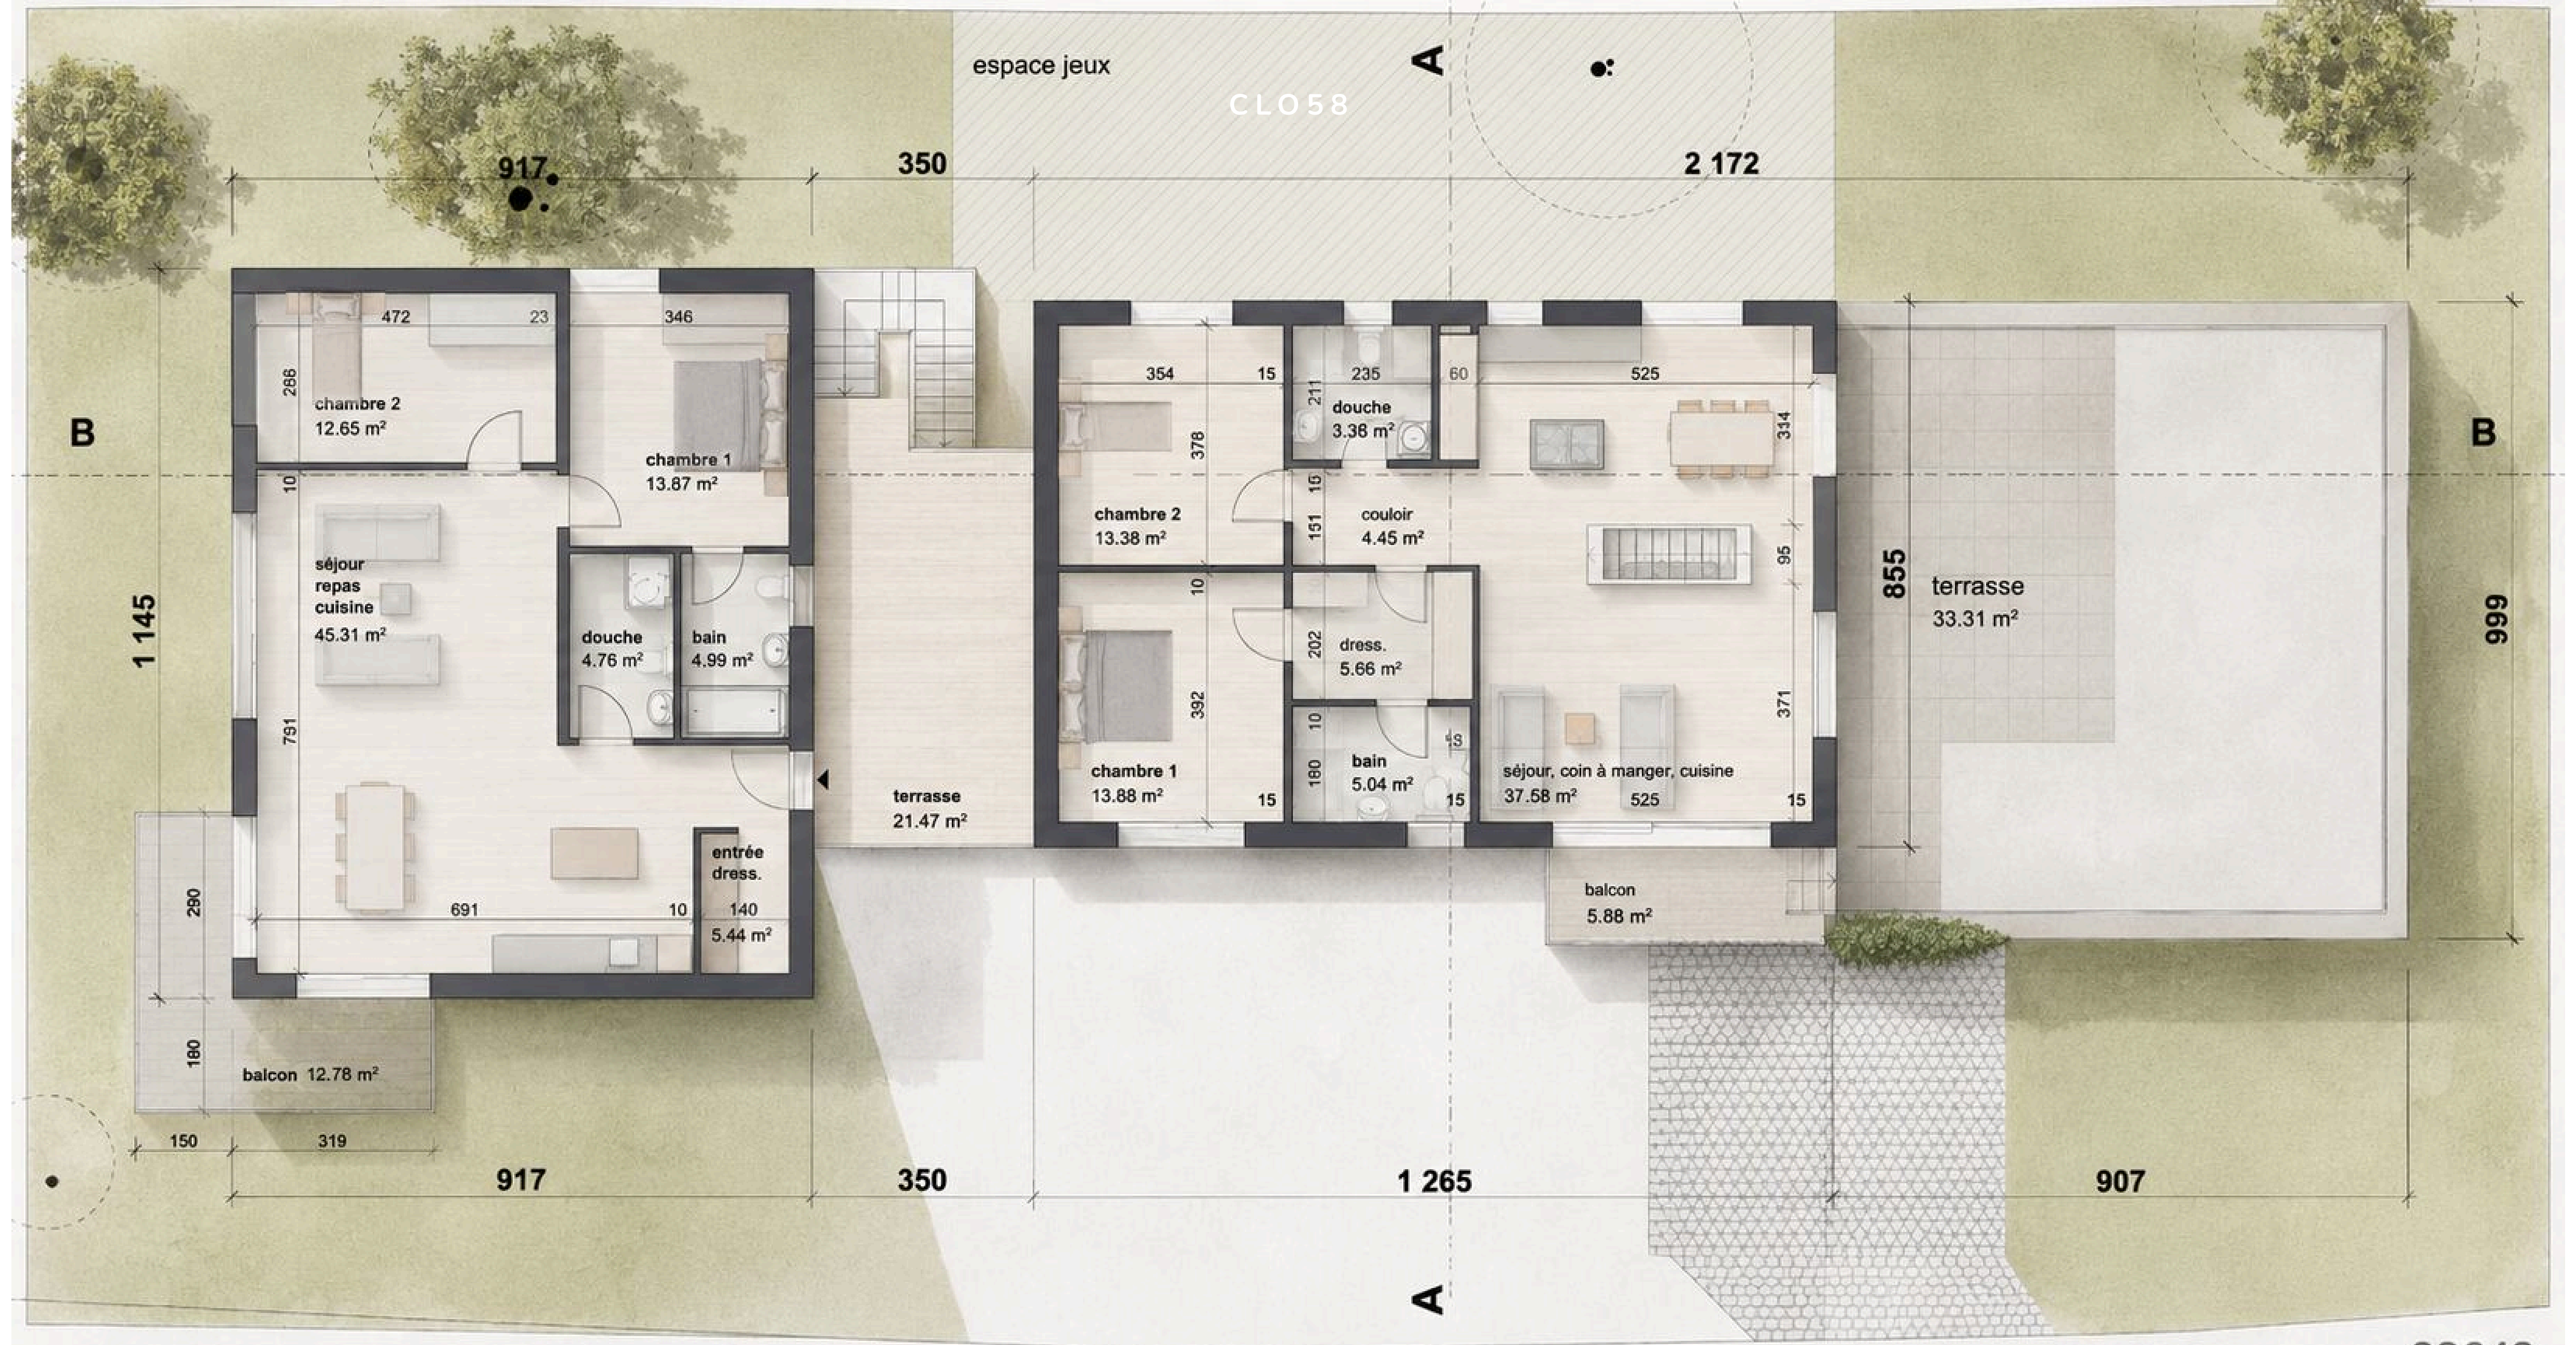 espace jeux
A
CLO58
917
350
2 172
472
23
346
286
chambre 2
12.65 m²
chambre 1
13.87 m²
B
10
séjour
repas
cuisine
45.31 m²
1 145
791
douche
4.76 m²
bain
4.99 m²
entrée
dress.
140
5.44 m²
691
10
290
180
balcon 12.78 m²
150
319
terrasse
21.47 m²
354
15
235
60
525
211
douche
3.36 m²
314
378
chambre 2
13.38 m²
151
couloir
4.45 m²
95
10
202
dress.
5.66 m²
392
371
chambre 1
13.88 m²
15
10
180
bain
5.04 m²
15
séjour, coin à manger, cuisine
37.58 m²
525
15
balcon
5.88 m²
855
terrasse
33.31 m²
B
999
917
350
1 265
907
A